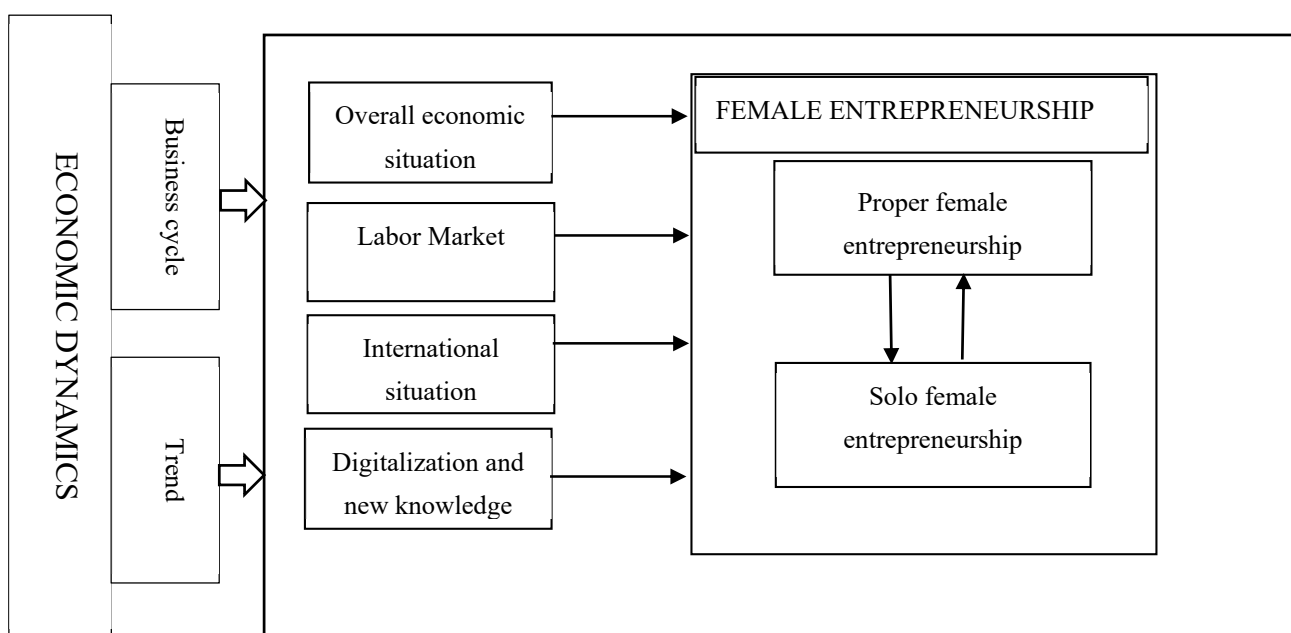 ECONOMIC DYNAMICS
Business cycle
Trend
Overall economic
situation
Labor Market
International
situation
Digitalization and
new knowledge
FEMALE ENTREPRENEURSHIP
Proper female
entrepreneurship
Solo female
entrepreneurship